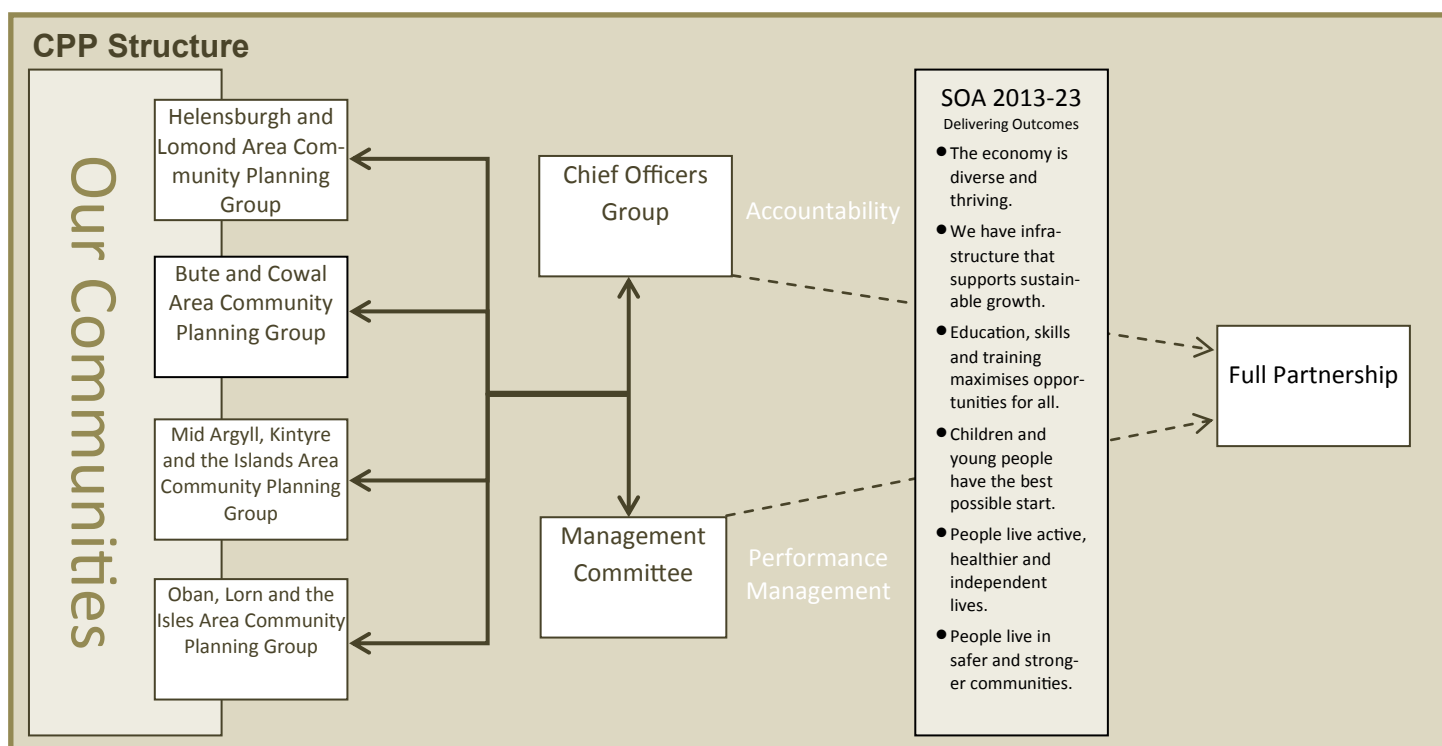 CPP Structure
Our Communities
Helensburgh and
Lomond Area Com-
munity Planning
Group
Bute and Cowal
Area Community
Planning Group
Mid Argyll, Kintyre
and the Islands Area
Community Planning
Group
Oban, Lorn and the
Isles Area Community
Planning Group
Chief Officers
Group
Accountability
Management
Committee
Performance
Management
SOA 2013-23
Delivering Outcomes
• The economy is
diverse and
thriving.
• We have infra-
structure that
supports sustain-
able growth.
• Education, skills
and training
maximises oppor-
tunities for all.
• Children and
young people
have the best
possible start.
• People live active,
healthier and
independent
lives.
• People live in
safer and strong-
er communities.
Full Partnership